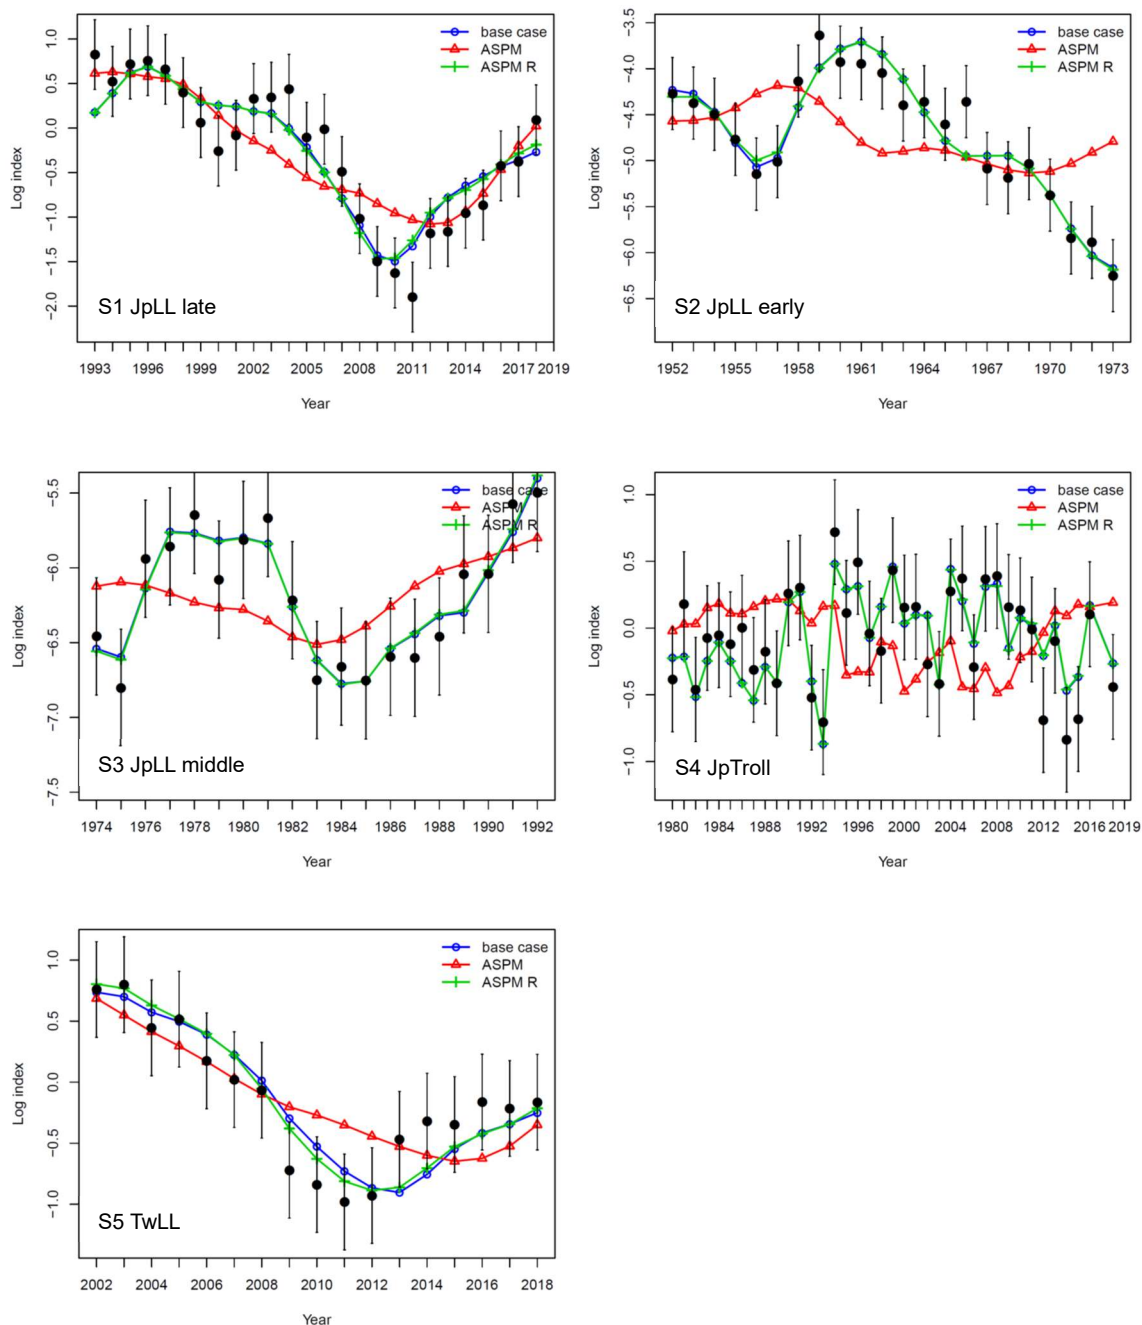 base case
ASPM
ASPM R
1.0
0.5
0.0
−0.5
−1.0
−1.5
−2.0
Log index
S1 JpLL late
1993 1996 1999 2002 2005 2008 2011 2014 2017 2019
Year
base case
ASPM
ASPM R
−3.5
−4.0
−4.5
−5.0
−5.5
−6.0
−6.5
Log index
S2 JpLL early
1952 1955 1958 1961 1964 1967 1970 1973
Year
base case
ASPM
ASPM R
−5.5
−6.0
−6.5
−7.0
−7.5
Log index
S3 JpLL middle
1974 1976 1978 1980 1982 1984 1986 1988 1990 1992
Year
base case
ASPM
ASPM R
1.0
0.5
0.0
−0.5
−1.0
Log index
S4 JpTroll
1980 1984 1988 1992 1996 2000 2004 2008 2012 2016 2019
Year
base case
ASPM
ASPM R
1.0
0.5
0.0
−0.5
−1.0
Log index
S5 TwLL
2002 2004 2006 2008 2010 2012 2014 2016 2018
Year